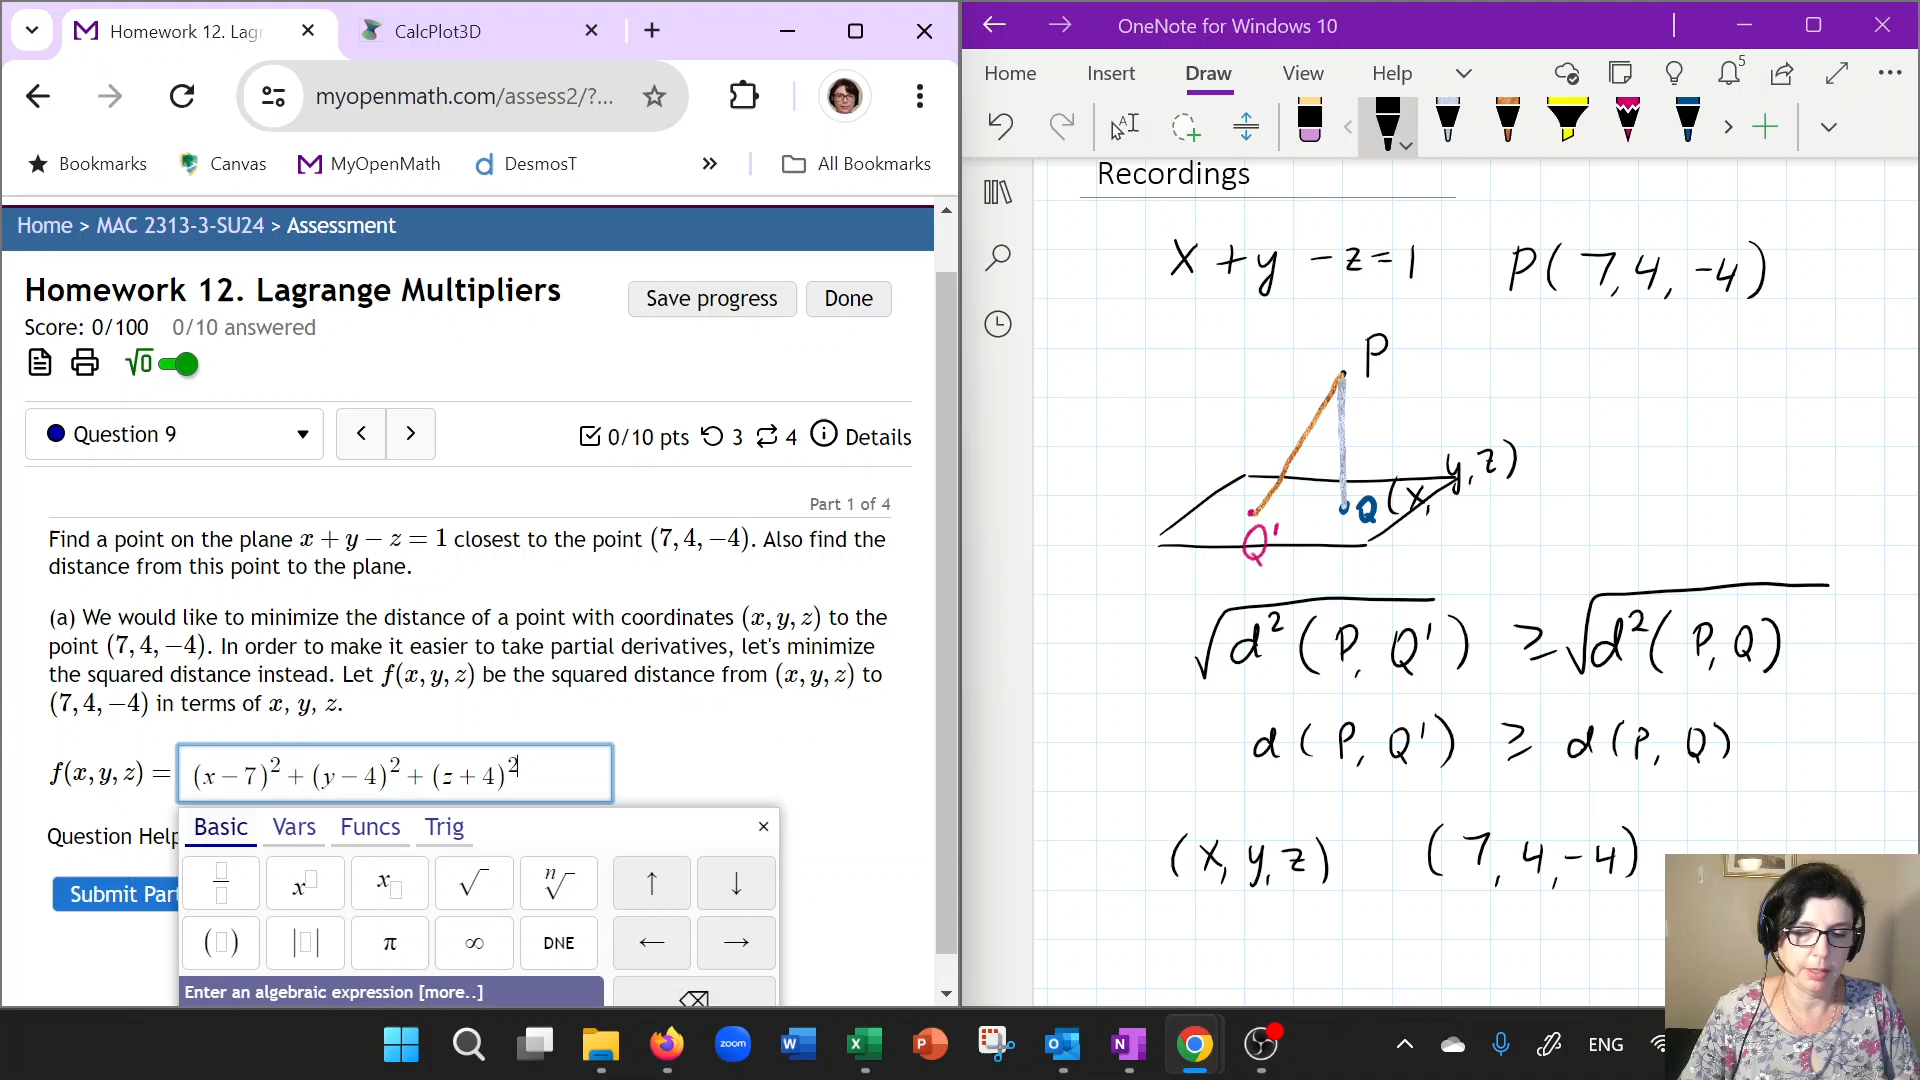 Homework 12. Lagr
CalcPlot3D
myopenmath.com/assess2/?...
Bookmarks
Canvas
MyOpenMath
DesmosT
All Bookmarks
Home > MAC 2313-3-SU24 > Assessment
Homework 12. Lagrange Multipliers
Save progress
Done
Score: 0/100 0/10 answered
√0
Question 9
0/10 pts 3 4 Details
Part 1 of 4
Find a point on the plane x + y − z = 1 closest to the point (7, 4, −4). Also find the
distance from this point to the plane.
(a) We would like to minimize the distance of a point with coordinates (x, y, z) to the
point (7, 4, −4). In order to make it easier to take partial derivatives, let's minimize
the squared distance instead. Let f(x, y, z) be the squared distance from (x, y, z) to
(7, 4, −4) in terms of x, y, z.
f(x, y, z) = (x − 7)² + (y − 4)² + (z + 4)²
Question Help
Basic Vars Funcs Trig ×
Submit Part
x
x
√
n√
↑
↓
(▯)
|▯|
π
∞
DNE
←
→
Enter an algebraic expression [more..]
OneNote for Windows 10
Home Insert Draw View Help
5
Recordings
x + y − z = 1 P(7, 4, −4)
P
Q (x, y, z)
Q'
√d²(P, Q') ≥ √d²(P, Q)
d(P, Q') ≥ d(P, Q)
(x, y, z) (7, 4, −4)
zoom
W
X
P
O
N
ENG